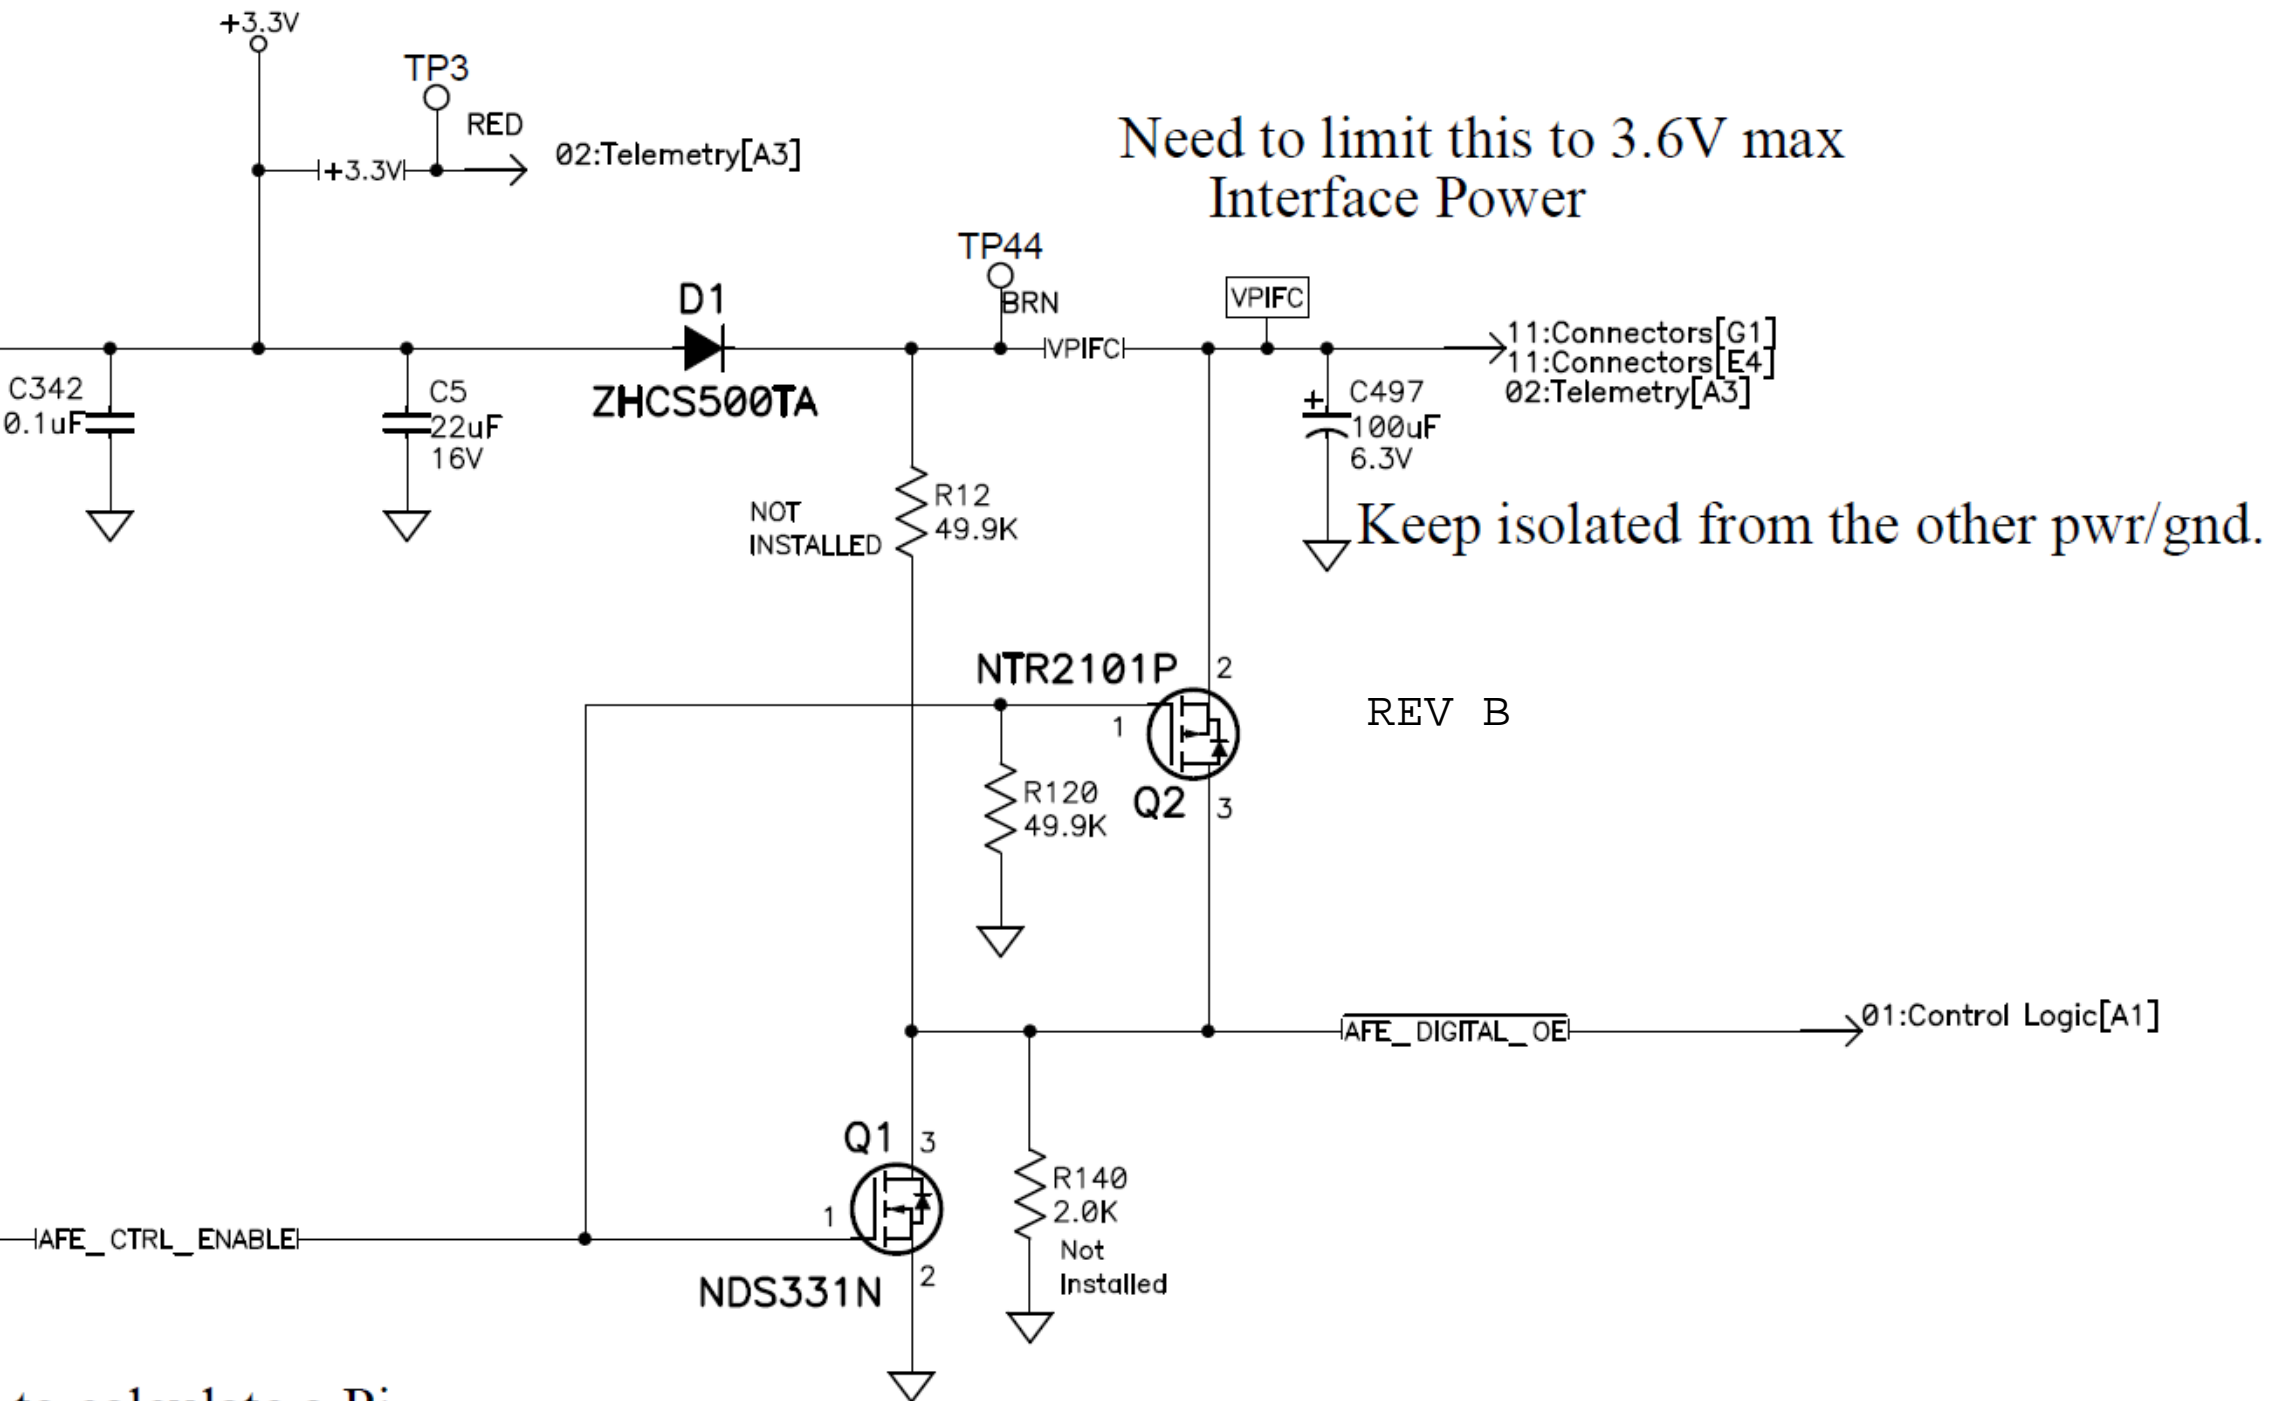 +3.3V
TP3
RED
+3.3V
02:Telemetry[A3]
Need to limit this to 3.6V max
Interface Power
TP44
BRN
D1
VPIFC
VPIFC
11:Connectors[G1]
11:Connectors[E4]
02:Telemetry[A3]
C342
0.1uF
C5
22uF
16V
ZHCS500TA
+
C497
100uF
6.3V
NOT
INSTALLED
R12
49.9K
Keep isolated from the other pwr/gnd.
NTR2101P
2
1
REV B
R120
49.9K
Q2
3
AFE_DIGITAL_OE
01:Control Logic[A1]
Q1
3
1
R140
2.0K
Not
Installed
AFE_CTRL_ENABLE
2
NDS331N
to calculate a Pi